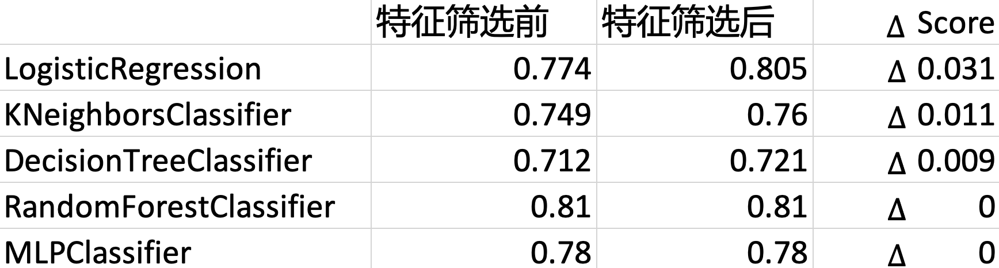 特征筛选前 特征筛选后 Δ Score
LogisticRegression 0.774 0.805 Δ 0.031
KNeighborsClassifier 0.749 0.76 Δ 0.011
DecisionTreeClassifier 0.712 0.721 Δ 0.009
RandomForestClassifier 0.81 0.81 Δ 0
MLPClassifier 0.78 0.78 Δ 0